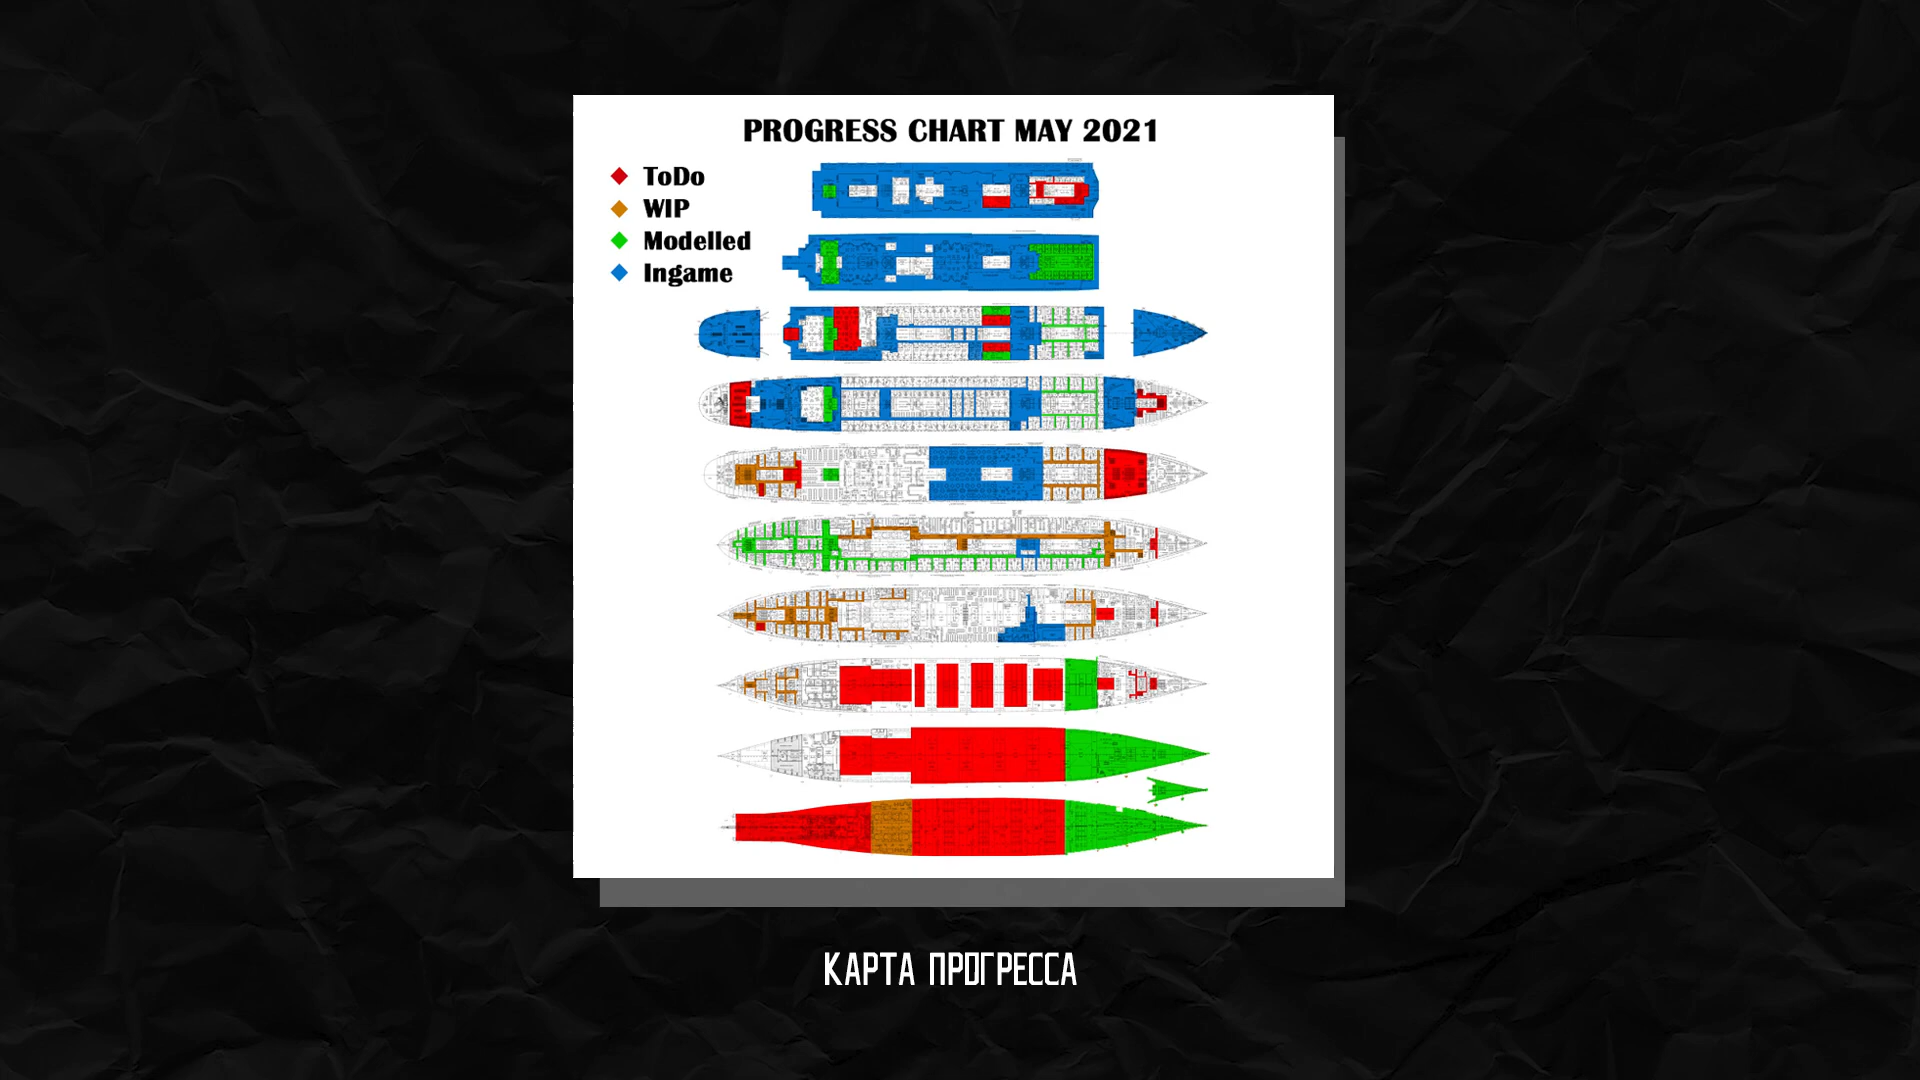 PROGRESS CHART MAY 2021
ToDo
WIP
Modelled
Ingame
КАРТА ПРОГРЕССА